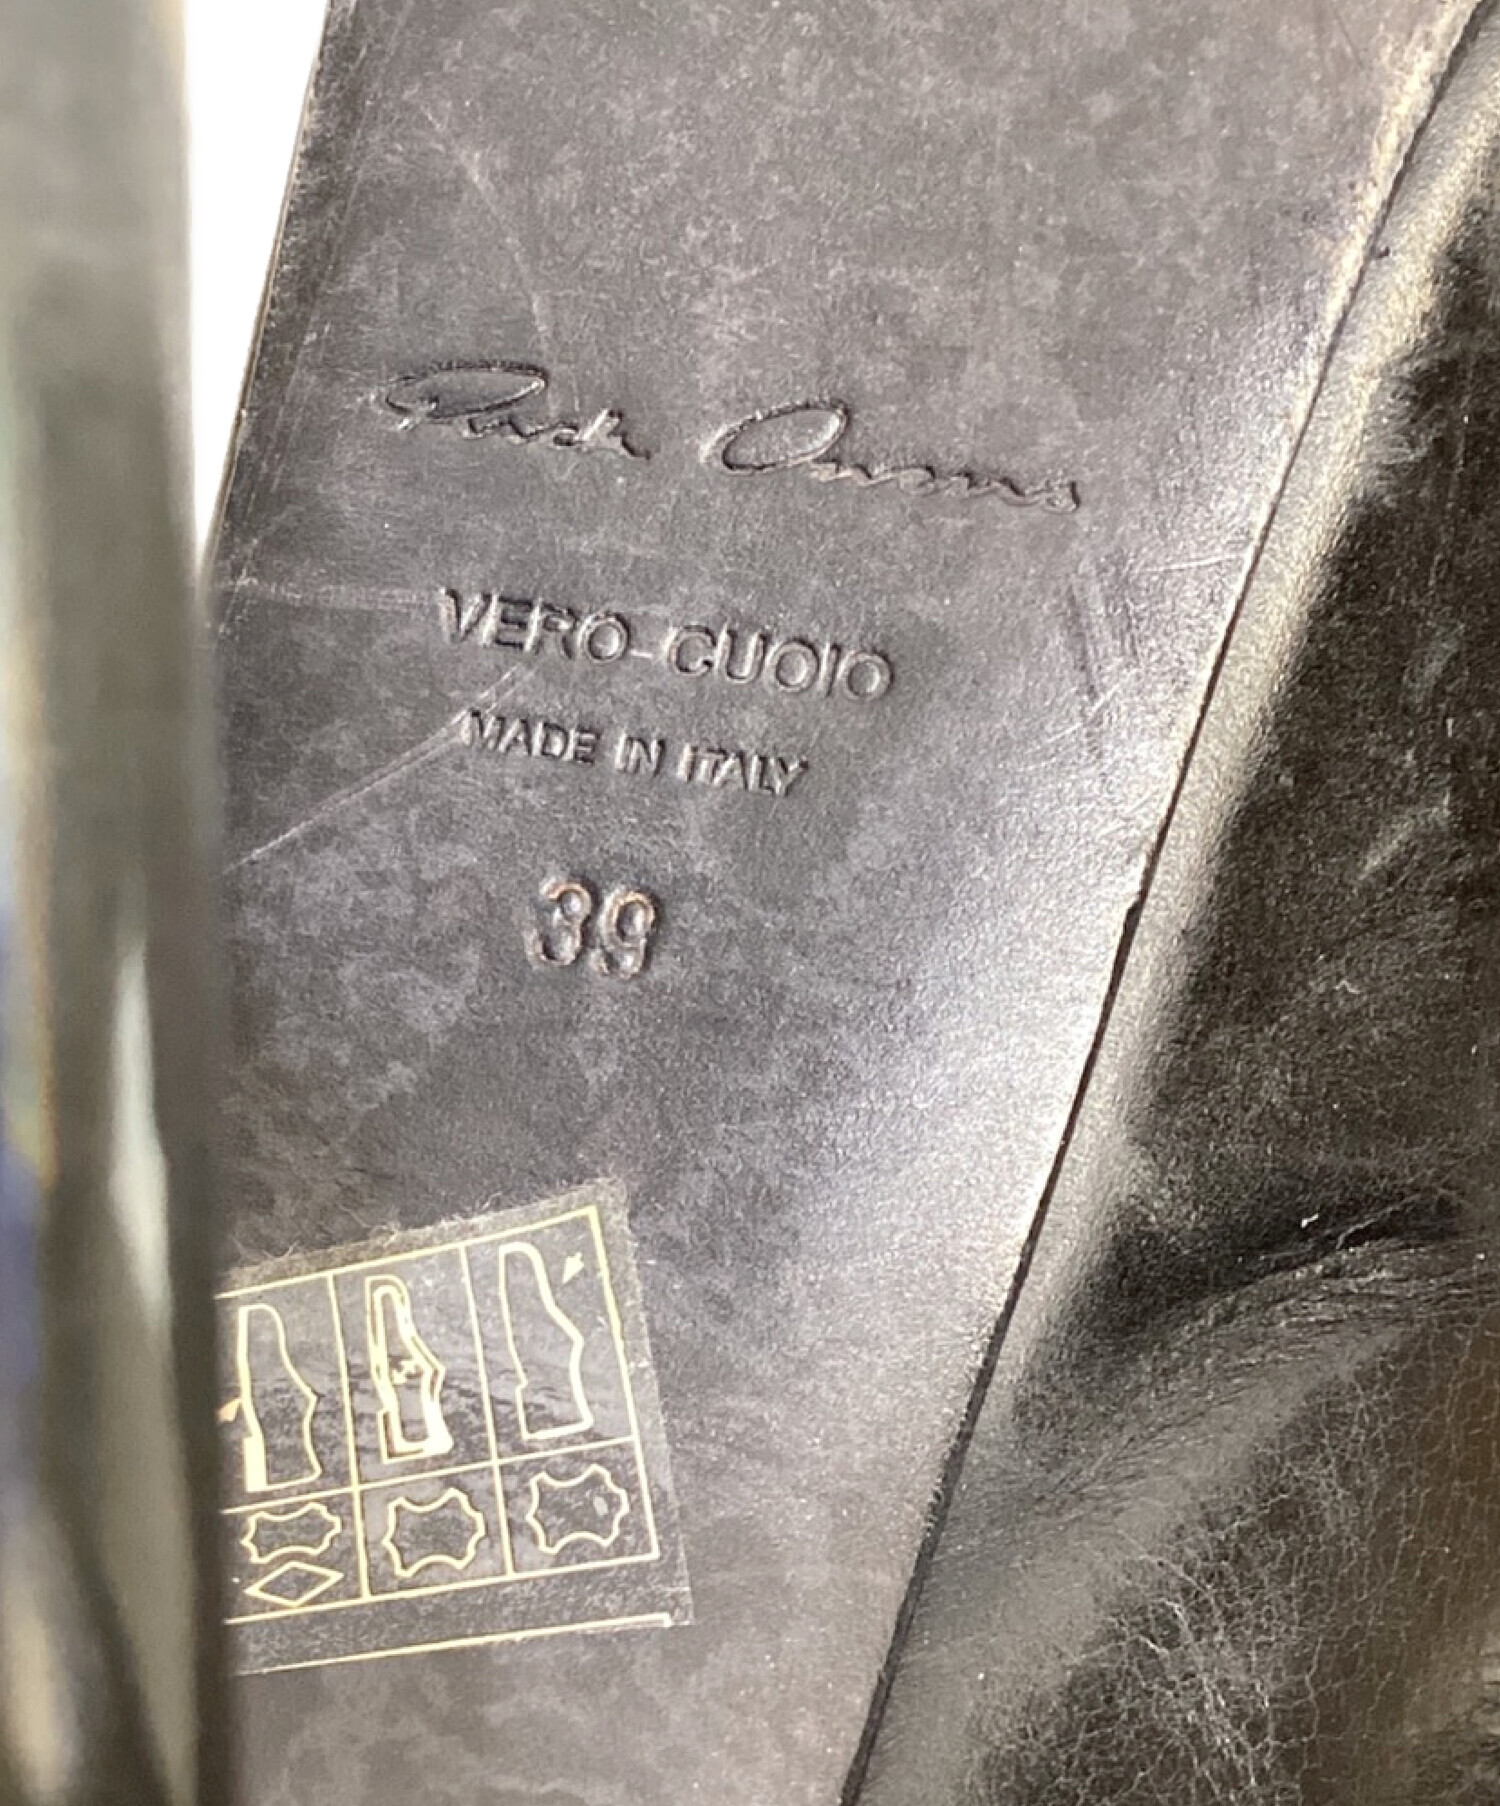 Rick Owens
VERO CUOIO
MADE IN ITALY
39